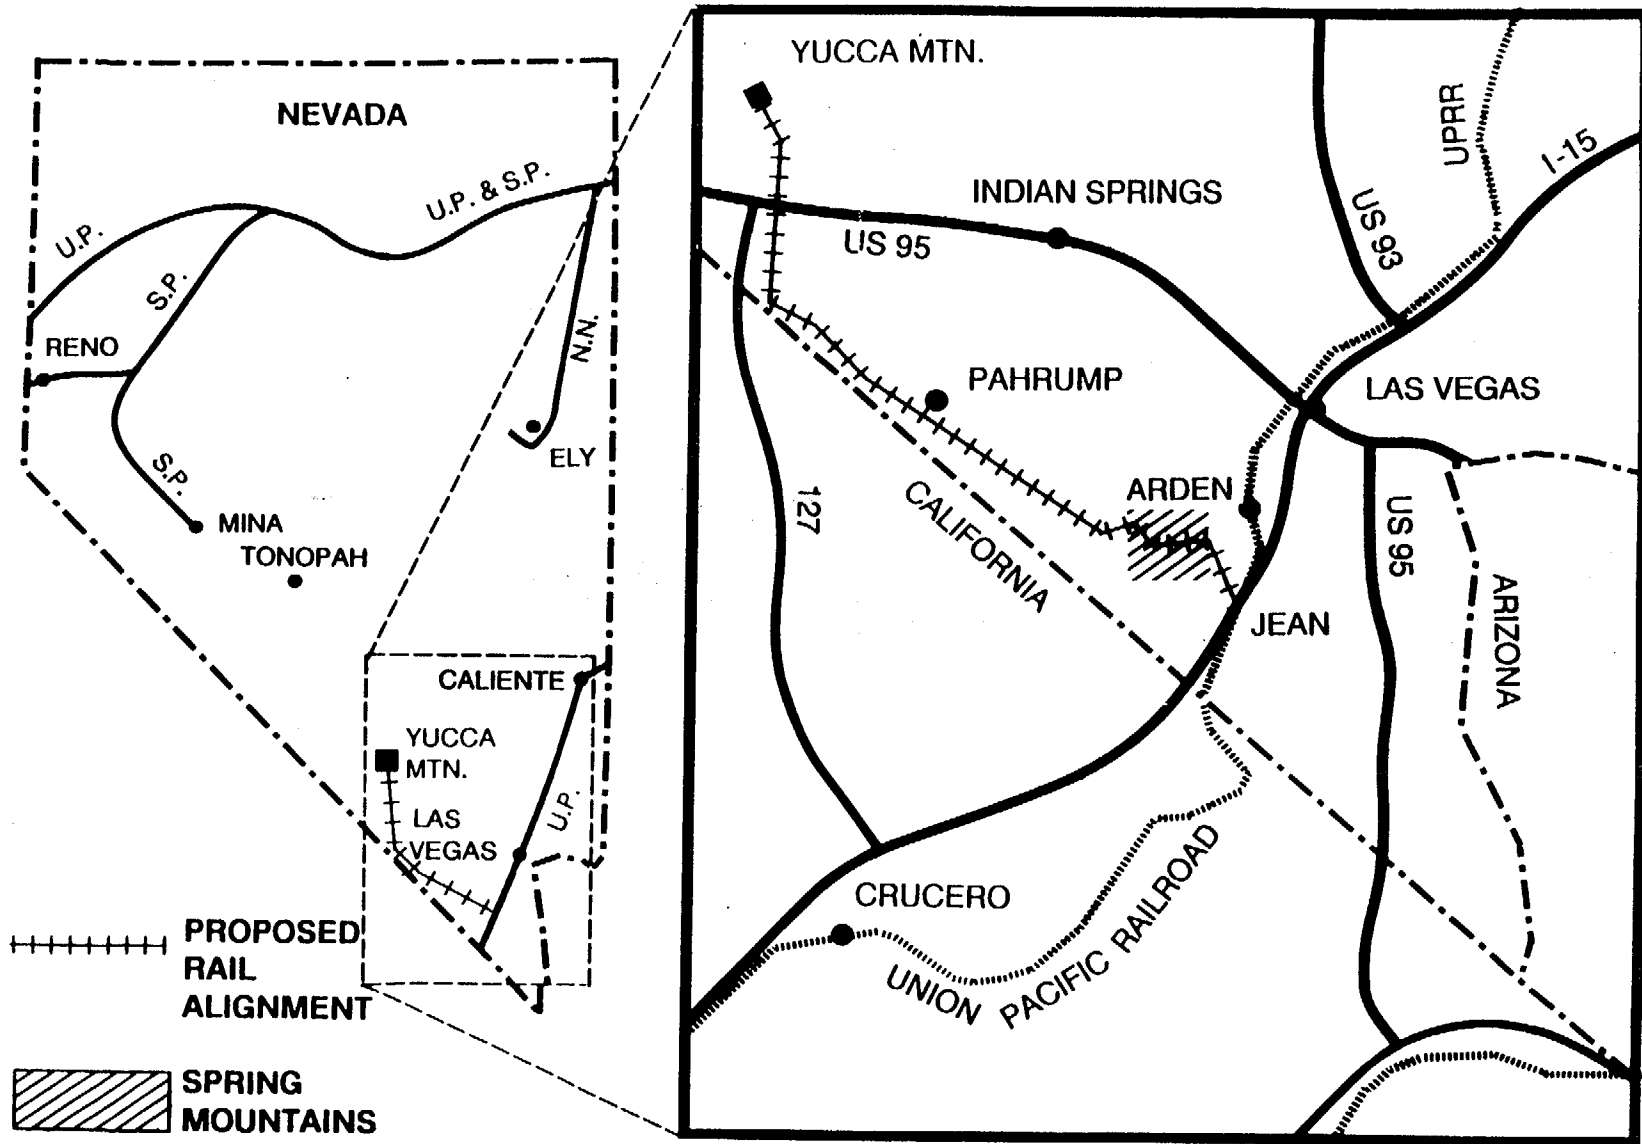 NEVADA
U.P. & S.P.
U.P.
S.P.
RENO
N.N.
ELY
S.P.
MINA
TONOPAH
CALIENTE
YUCCA
MTN.
LAS
VEGAS
U.P.
PROPOSED
RAIL
ALIGNMENT
SPRING
MOUNTAINS
YUCCA MTN.
UPRR
I-15
INDIAN SPRINGS
US 95
US 93
PAHRUMP
LAS VEGAS
ARDEN
127
CALIFORNIA
US 95
ARIZONA
JEAN
CRUCERO
UNION PACIFIC RAILROAD